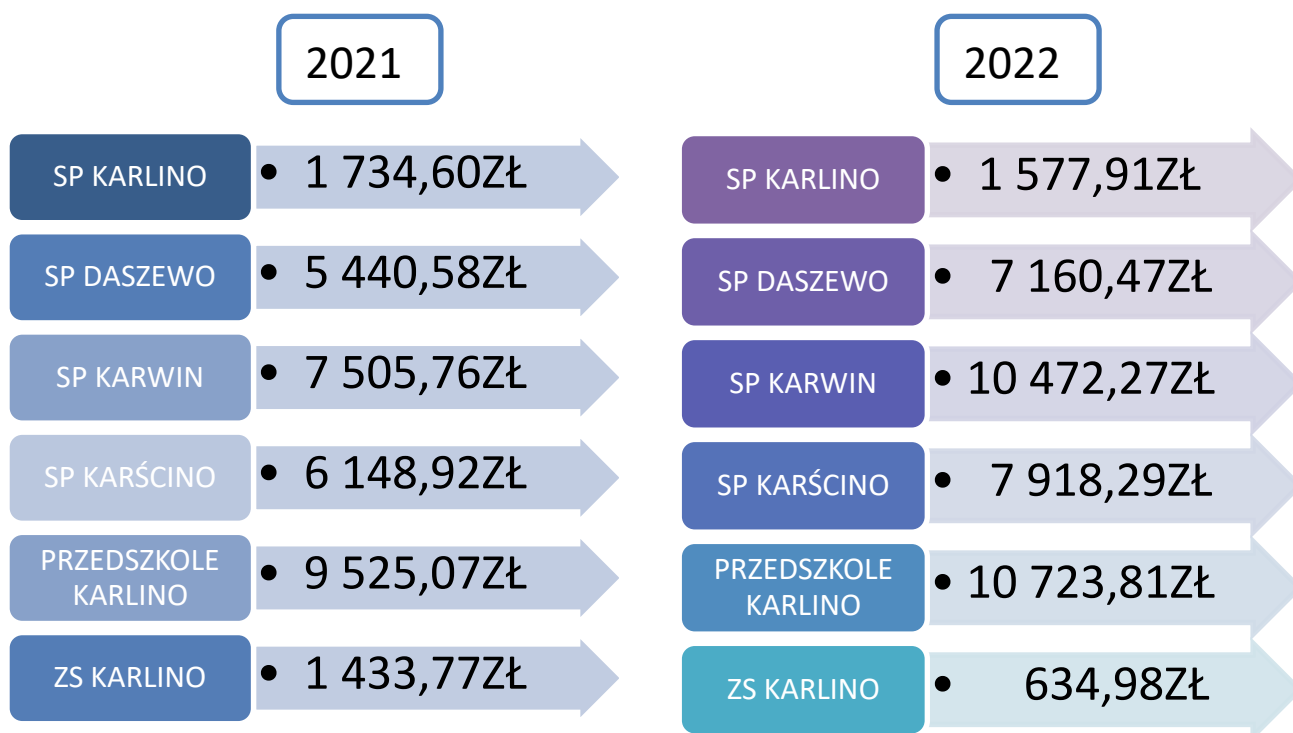 2021
SP KARLINO
• 1 734,60ZŁ
SP DASZEWO
• 5 440,58ZŁ
SP KARWIN
• 7 505,76ZŁ
SP KARŚCINO
• 6 148,92ZŁ
PRZEDSZKOLE
KARLINO
• 9 525,07ZŁ
ZS KARLINO
• 1 433,77ZŁ
2022
SP KARLINO
• 1 577,91ZŁ
SP DASZEWO
• 7 160,47ZŁ
SP KARWIN
• 10 472,27ZŁ
SP KARŚCINO
• 7 918,29ZŁ
PRZEDSZKOLE
KARLINO
• 10 723,81ZŁ
ZS KARLINO
• 634,98ZŁ